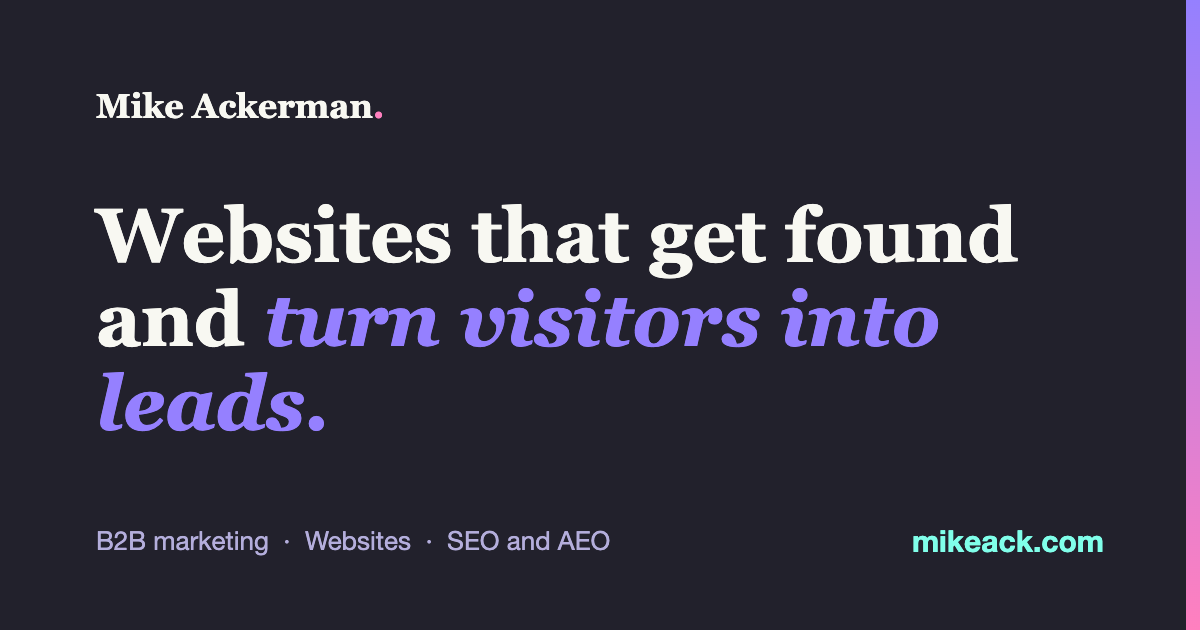 Mike Ackerman.
Websites that get found
and turn visitors into
leads.
B2B marketing · Websites · SEO and AEO
mikeack.com